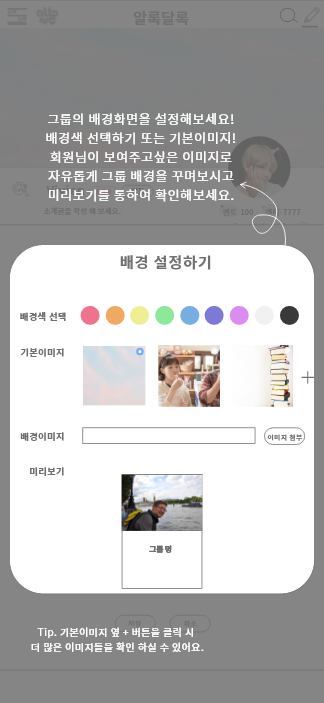 알록달록
그룹의 배경화면을 설정해보세요!
배경색 선택하기 또는 기본이미지!
회원님이 보여주고싶은 이미지로
자유롭게 그룹 배경을 꾸며보시고
미리보기를 통하여 확인해보세요.
소개글을 작성 해 보세요.
멘트 100
7777
배경 설정하기
배경색 선택
기본이미지
+
배경이미지
이미지 첨부
미리보기
그룹명
저장
취소
Tip. 기본이미지 옆 + 버튼을 클릭 시
더 많은 이미지들을 확인 하실 수 있어요.